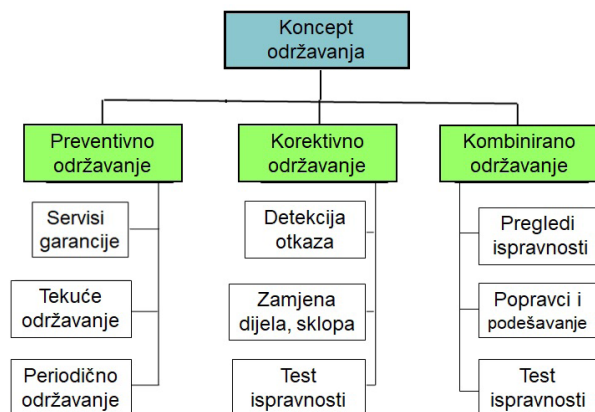 Koncept
održavanja
Preventivno
održavanje
Korektivno
održavanje
Kombinirano
održavanje
Servisi
garancije
Detekcija
otkaza
Pregledi
ispravnosti
Tekuće
održavanje
Zamjena
dijela, sklopa
Popravci i
podešavanje
Periodično
održavanje
Test
ispravnosti
Test
ispravnosti